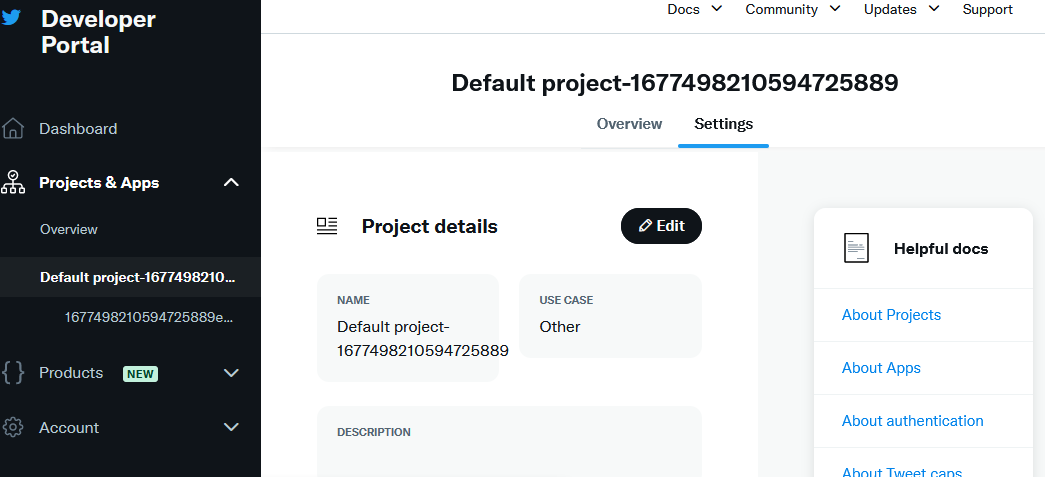 Developer
Portal
Docs
Community
Updates
Support
Default project-1677498210594725889
Overview
Settings
Dashboard
Projects & Apps
Overview
Default project-1677498210...
1677498210594725889e...
Products NEW
Account
Project details
Edit
NAME
Default project-
1677498210594725889
USE CASE
Other
DESCRIPTION
Helpful docs
About Projects
About Apps
About authentication
About Tweet caps